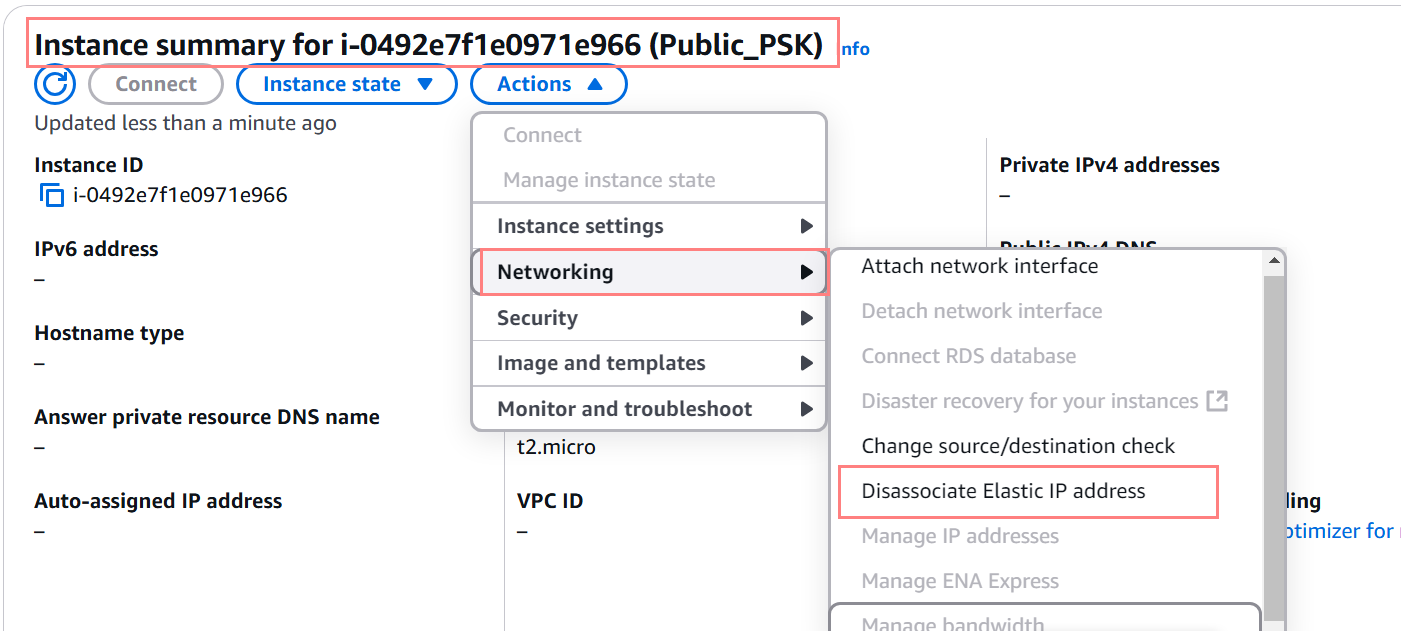 Instance summary for i-0492e7f1e0971e966 (Public_PSK)
Connect
Instance state
Actions
Updated less than a minute ago
Instance ID
i-0492e7f1e0971e966
IPv6 address
–
Hostname type
–
Answer private resource DNS name
–
Auto-assigned IP address
–
Connect
Manage instance state
Instance settings
Networking
Security
Image and templates
Monitor and troubleshoot
t2.micro
VPC ID
–
Private IPv4 addresses
–
Public IPv4 DNS
Attach network interface
Detach network interface
Connect RDS database
Disaster recovery for your instances
Change source/destination check
Disassociate Elastic IP address
Manage IP addresses
Manage ENA Express
Manage bandwidth
for